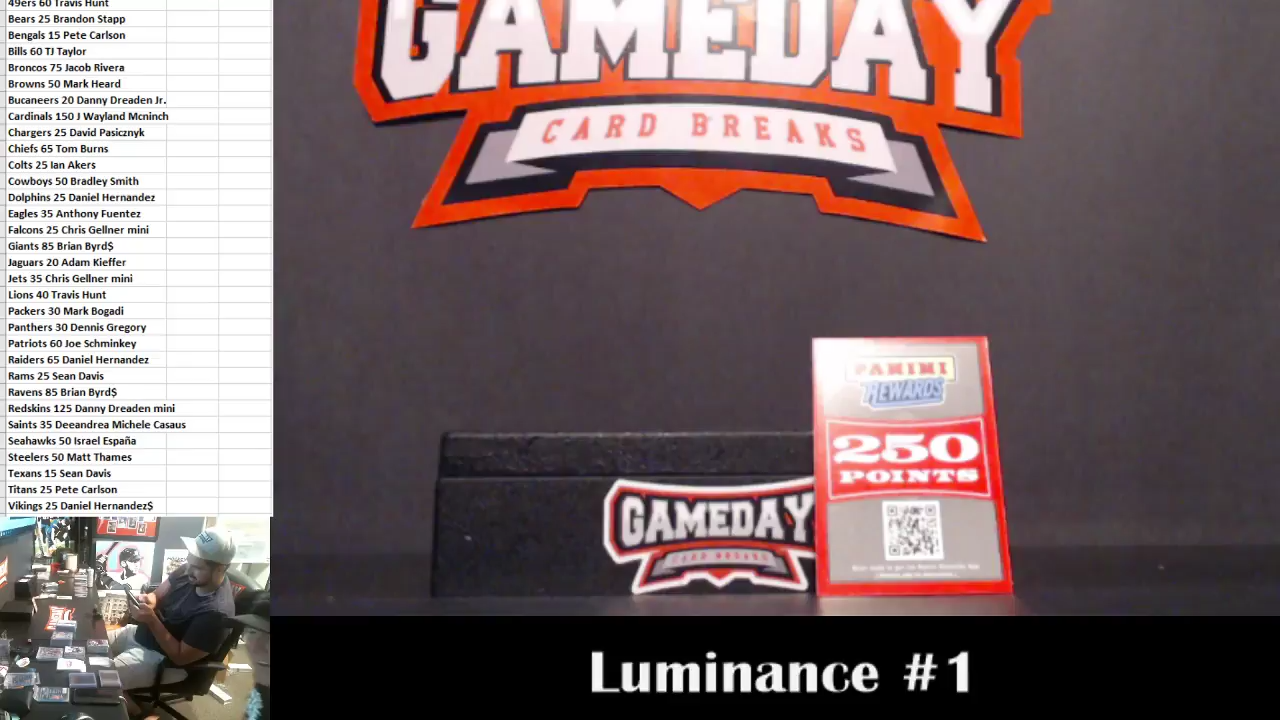 49ers 60 Travis Hunt
Bears 25 Brandon Stapp
Bengals 15 Pete Carlson
Bills 60 TJ Taylor
Broncos 75 Jacob Rivera
Browns 50 Mark Heard
Bucaneers 20 Danny Dreaden Jr.
Cardinals 150 J Wayland Mcninch
Chargers 25 David Pasicznyk
Chiefs 65 Tom Burns
Colts 25 Ian Akers
Cowboys 50 Bradley Smith
Dolphins 25 Daniel Hernandez
Eagles 35 Anthony Fuentez
Falcons 25 Chris Gellner mini
Giants 85 Brian Byrd$
Jaguars 20 Adam Kieffer
Jets 35 Chris Gellner mini
Lions 40 Travis Hunt
Packers 30 Mark Bogadi
Panthers 30 Dennis Gregory
Patriots 60 Joe Schminkey
Raiders 65 Daniel Hernandez
Rams 25 Sean Davis
Ravens 85 Brian Byrd$
Redskins 125 Danny Dreaden mini
Saints 35 Deeandrea Michele Casaus
Seahawks 50 Israel España
Steelers 50 Matt Thames
Texans 15 Sean Davis
Titans 25 Pete Carlson
Vikings 25 Daniel Hernandez$
GAMEDAY
CARD BREAKS
PANINI
REWARDS
250
POINTS
GAMEDAY
CARD BREAKS
Luminance #1